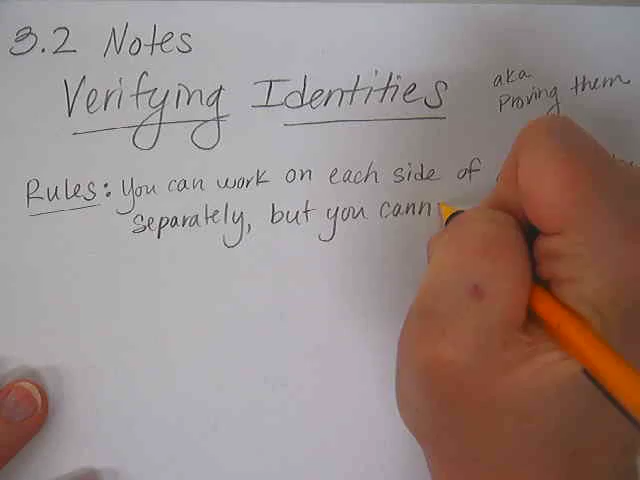 3.2 Notes
Verifying Identities
aka
Proving them
Rules: You can work on each side of
separately, but you cann